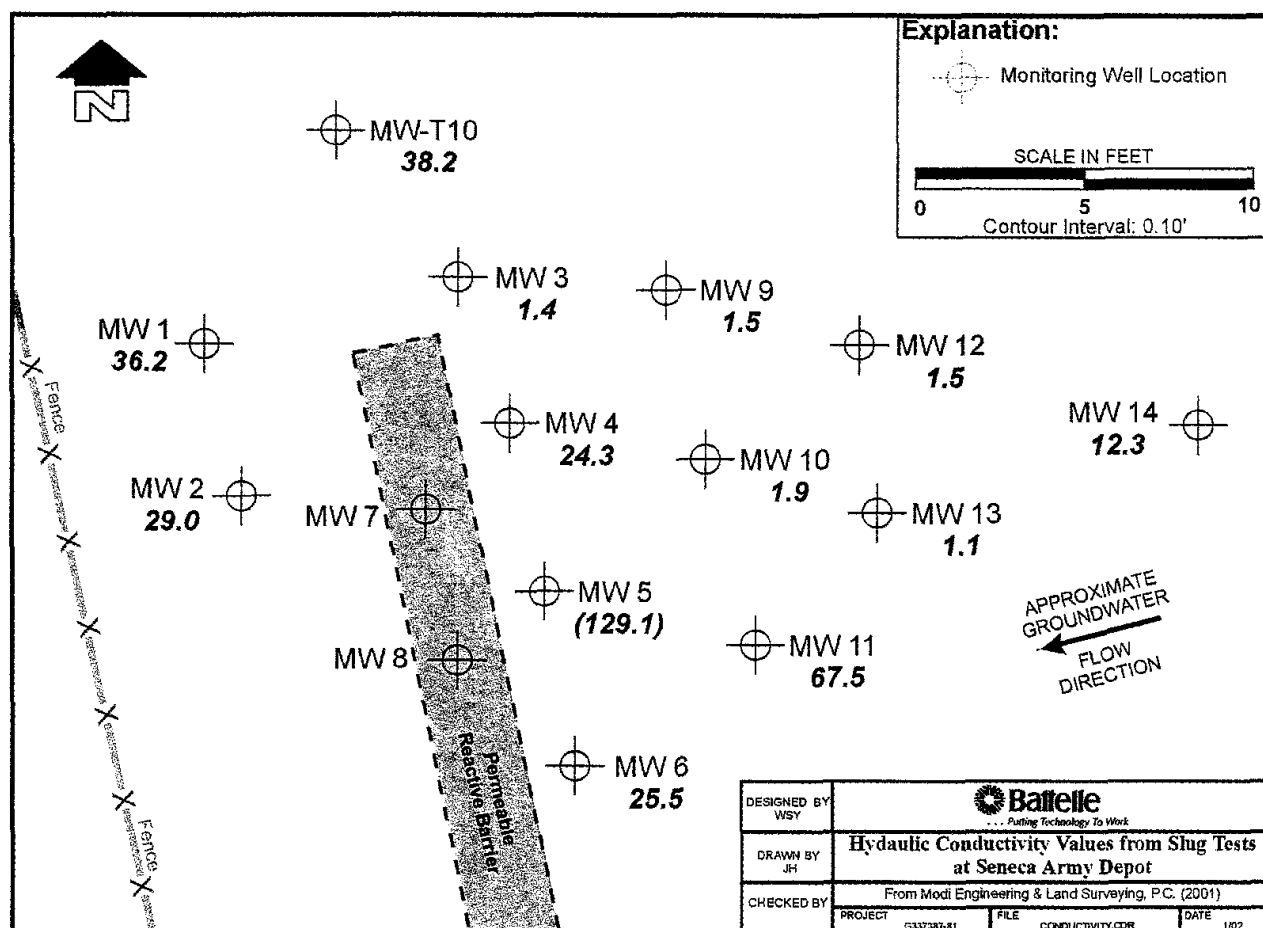 Explanation:
Monitoring Well Location
SCALE IN FEET
0 5 10
Contour Interval: 0.10'
N
MW-T10
38.2
MW 3
1.4
MW 9
1.5
MW 1
36.2
MW 12
1.5
Fence
MW 4
24.3
MW 14
12.3
MW 10
1.9
MW 2
29.0
MW 7
MW 13
1.1
MW 5
(129.1)
APPROXIMATE
GROUNDWATER
FLOW
DIRECTION
MW 8
MW 11
67.5
Permeable
Reactive Barrier
MW 6
25.5
Fence
DESIGNED BY
WSY
Battelle
. . . Putting Technology To Work
DRAWN BY
JH
Hydaulic Conductivity Values from Slug Tests
at Seneca Army Depot
CHECKED BY
From Modi Engineering & Land Surveying, P.C. (2001)
PROJECT
G337387-81
FILE
CONDUCTIVITY.CDR
DATE
1/02